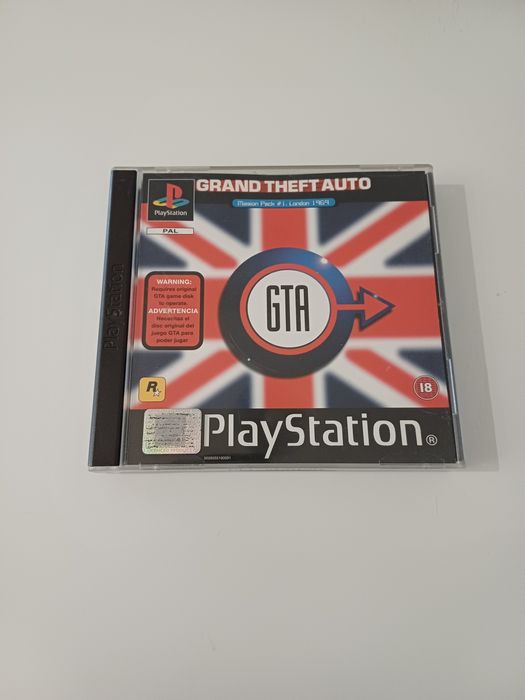 GRAND THEFT AUTO
Mission Pack #1, London 1969
PlayStation
PAL
PlayStation
WARNING:
Requires original
GTA game disk
to operate.
ADVERTENCIA
Necesitas el
disc original del
juego GTA para
poder jugar
GTA
R
18
PlayStation®